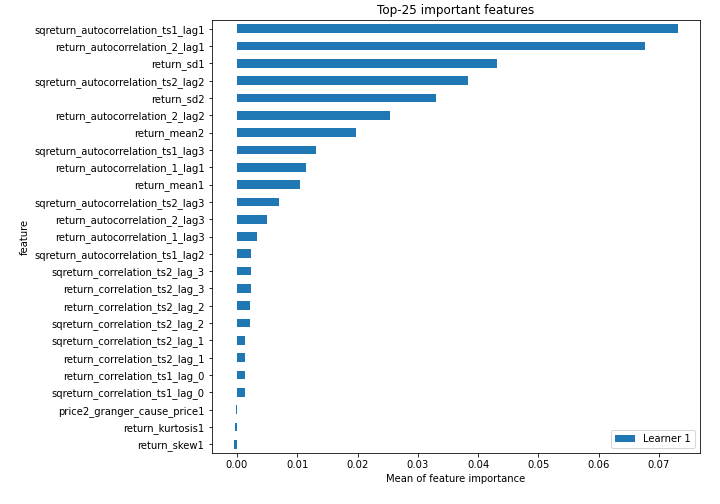 Top-25 important features
sqreturn_autocorrelation_ts1_lag1
return_autocorrelation_2_lag1
return_sd1
sqreturn_autocorrelation_ts2_lag2
return_sd2
return_autocorrelation_2_lag2
return_mean2
sqreturn_autocorrelation_ts1_lag3
return_autocorrelation_1_lag1
return_mean1
sqreturn_autocorrelation_ts2_lag3
return_autocorrelation_2_lag3
return_autocorrelation_1_lag3
sqreturn_autocorrelation_ts1_lag2
sqreturn_correlation_ts2_lag_3
return_correlation_ts2_lag_3
return_correlation_ts2_lag_2
sqreturn_correlation_ts2_lag_2
sqreturn_correlation_ts2_lag_1
return_correlation_ts2_lag_1
return_correlation_ts1_lag_0
sqreturn_correlation_ts1_lag_0
price2_granger_cause_price1
return_kurtosis1
return_skew1
feature
Learner 1
0.00 0.01 0.02 0.03 0.04 0.05 0.06 0.07
Mean of feature importance